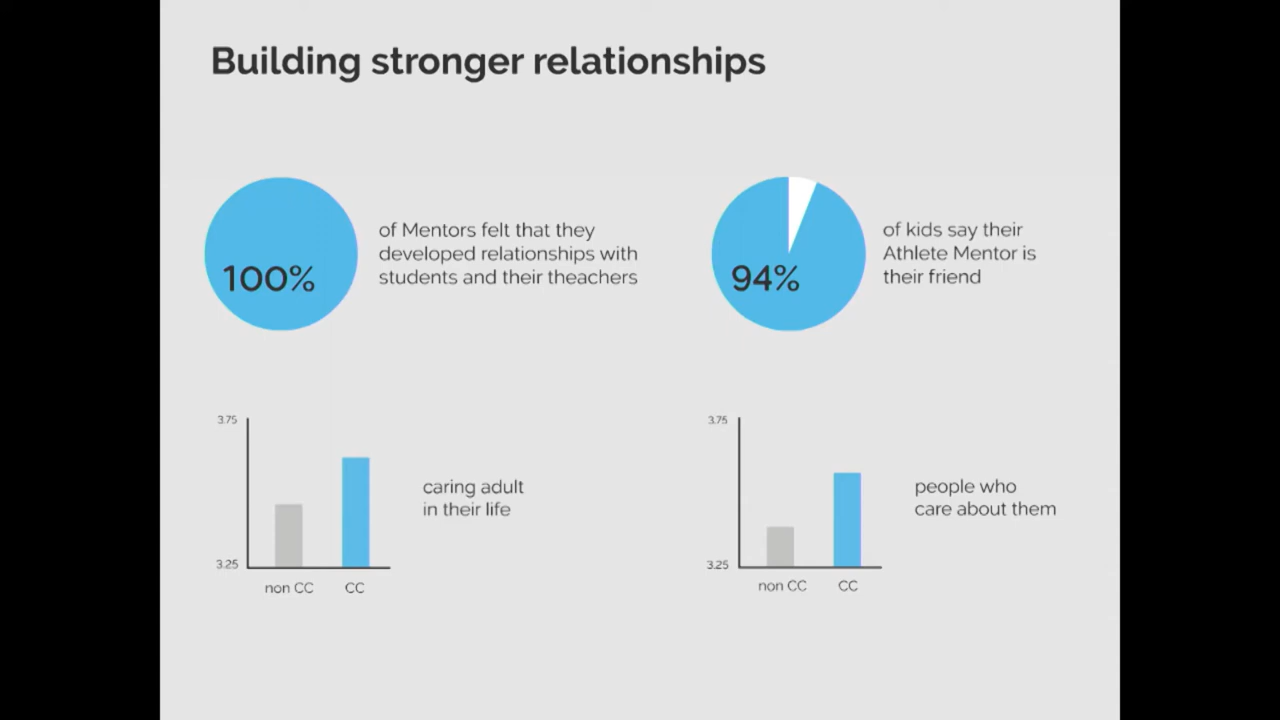 Building stronger relationships
100%
of Mentors felt that they
developed relationships with
students and their theachers
94%
of kids say their
Athlete Mentor is
their friend
3.75
3.25
non CC
CC
caring adult
in their life
3.75
3.25
non CC
CC
people who
care about them